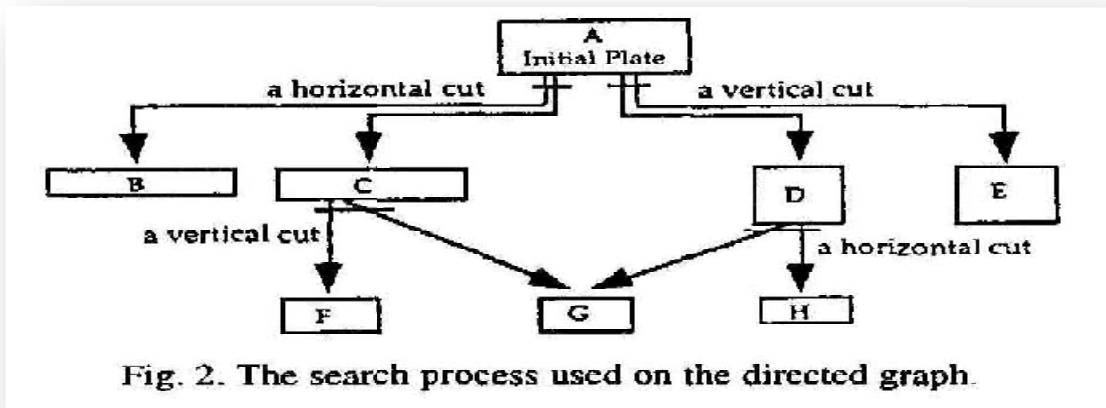 A
Initial Plate
a horizontal cut
a vertical cut
B
C
D
E
a vertical cut
a horizontal cut
F
G
H
Fig. 2. The search process used on the directed graph.